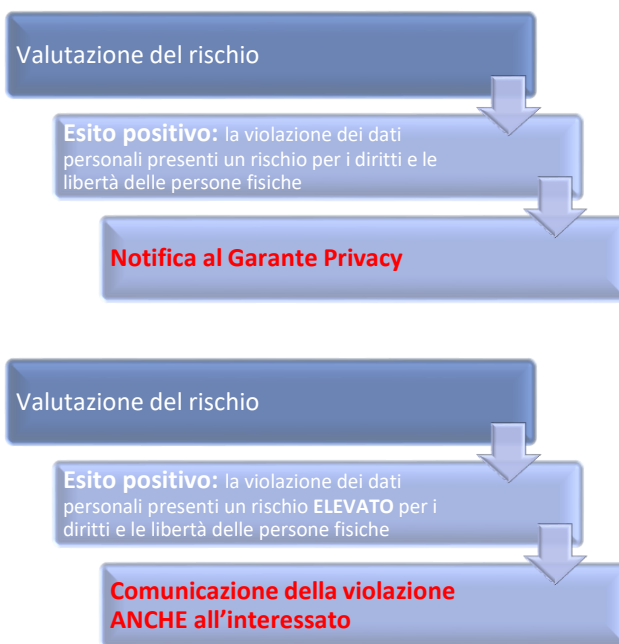 Valutazione del rischio
Esito positivo: la violazione dei dati
personali presenti un rischio per i diritti e le
libertà delle persone fisiche
Notifica al Garante Privacy
Valutazione del rischio
Esito positivo: la violazione dei dati
personali presenti un rischio ELEVATO per i
diritti e le libertà delle persone fisiche
Comunicazione della violazione
ANCHE all’interessato